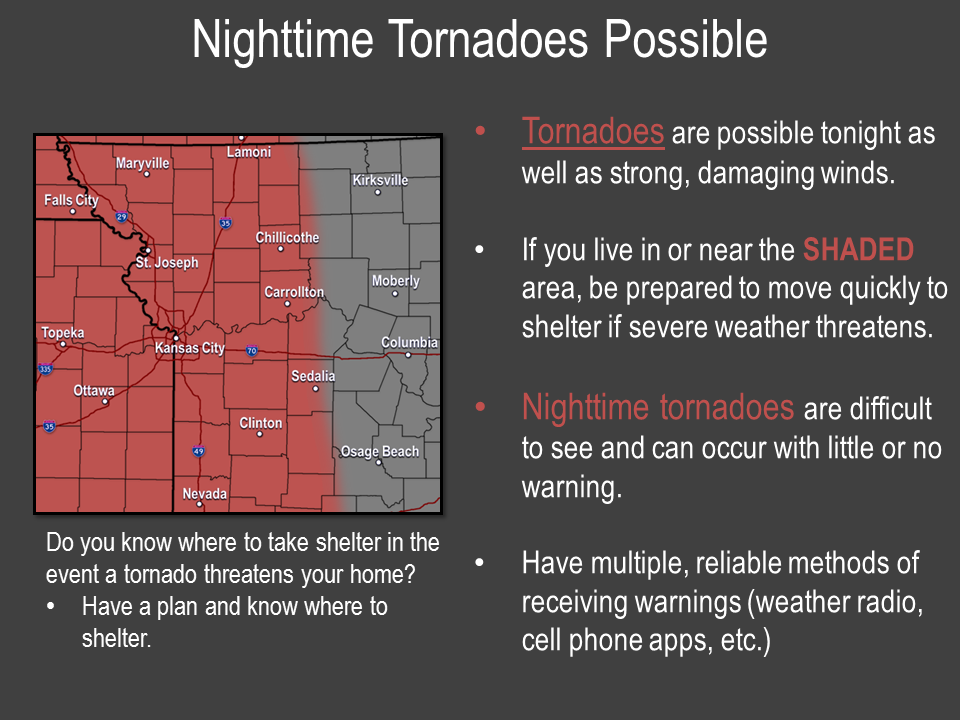 Nighttime Tornadoes Possible
Lamoni
Maryville
Kirksville
Falls City
29
35
Chillicothe
St. Joseph
Moberly
Carrollton
Topeka
Kansas City
70
Columbia
335
Sedalia
Ottawa
35
Clinton
49
Osage Beach
Nevada
Do you know where to take shelter in the
event a tornado threatens your home?
• Have a plan and know where to
shelter.
• Tornadoes are possible tonight as
well as strong, damaging winds.
• If you live in or near the SHADED
area, be prepared to move quickly to
shelter if severe weather threatens.
• Nighttime tornadoes are difficult
to see and can occur with little or no
warning.
• Have multiple, reliable methods of
receiving warnings (weather radio,
cell phone apps, etc.)